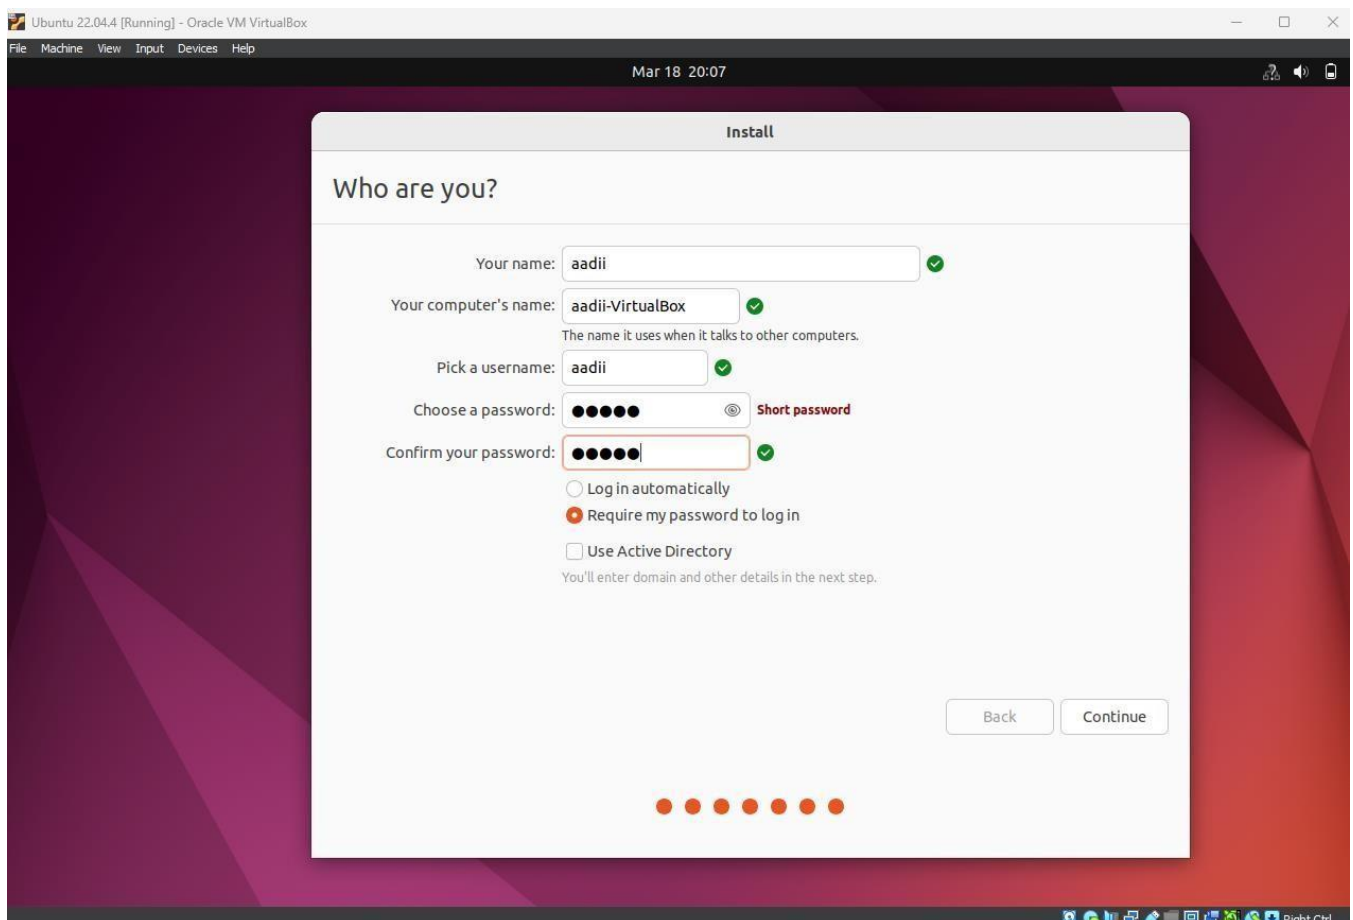 Ubuntu 22.04.4 [Running] - Oracle VM VirtualBox
File Machine View Input Devices Help
Mar 18 20:07
Install
Who are you?
Your name: aadii
Your computer's name: aadii-VirtualBox
The name it uses when it talks to other computers.
Pick a username: aadii
Choose a password: ●●●●● Short password
Confirm your password: ●●●●●
Log in automatically
Require my password to log in
Use Active Directory
You'll enter domain and other details in the next step.
Back Continue
Right Ctrl